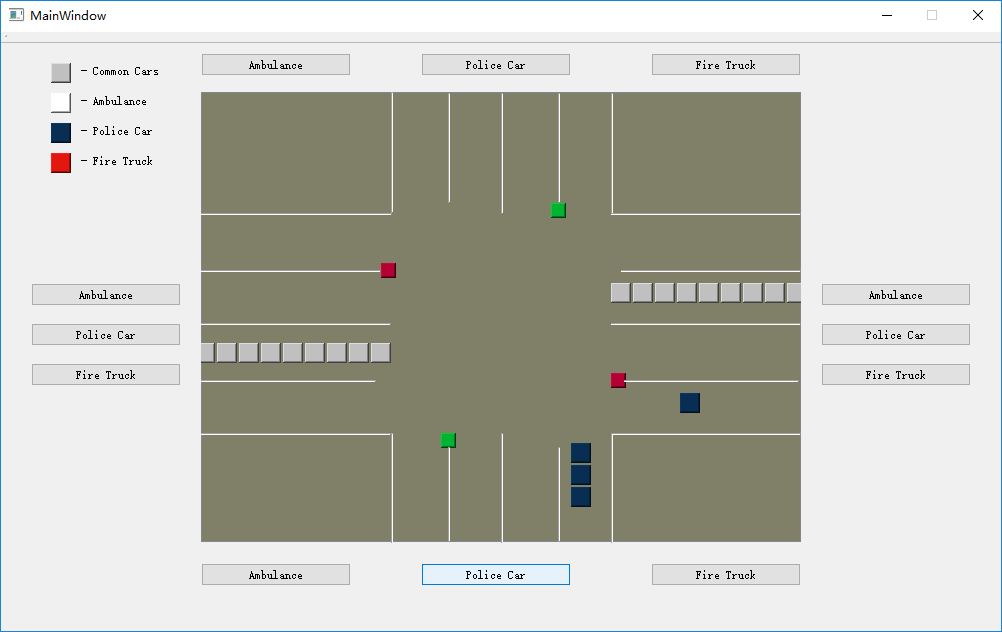 MainWindow
Ambulance
Police Car
Fire Truck
- Common Cars
- Ambulance
- Police Car
- Fire Truck
Ambulance
Police Car
Fire Truck
Ambulance
Police Car
Fire Truck
Ambulance
Police Car
Fire Truck